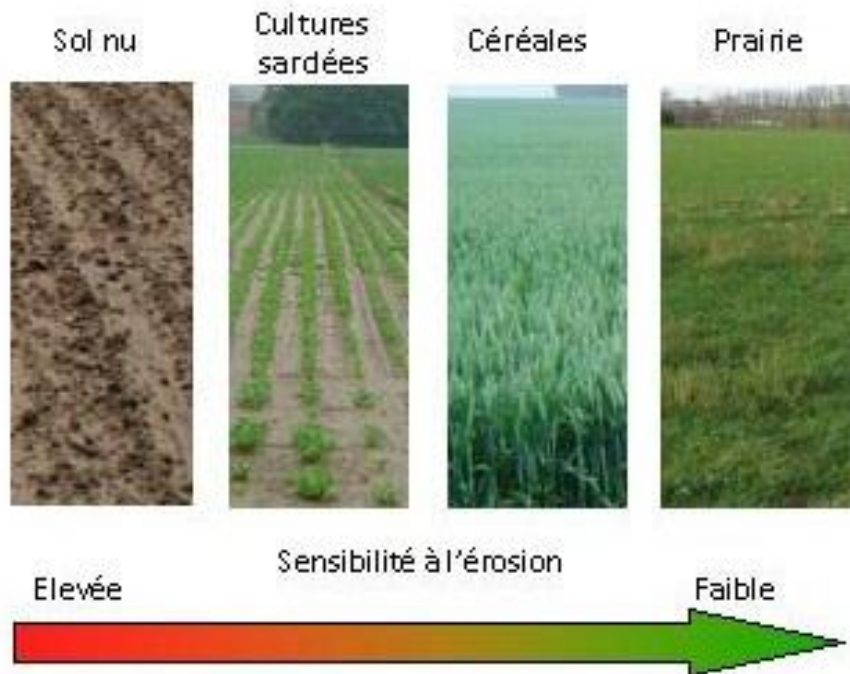 Sol nu
Cultures
sardées
Céréales
Prairie
Sensibilité à l'érosion
Elevée
Faible